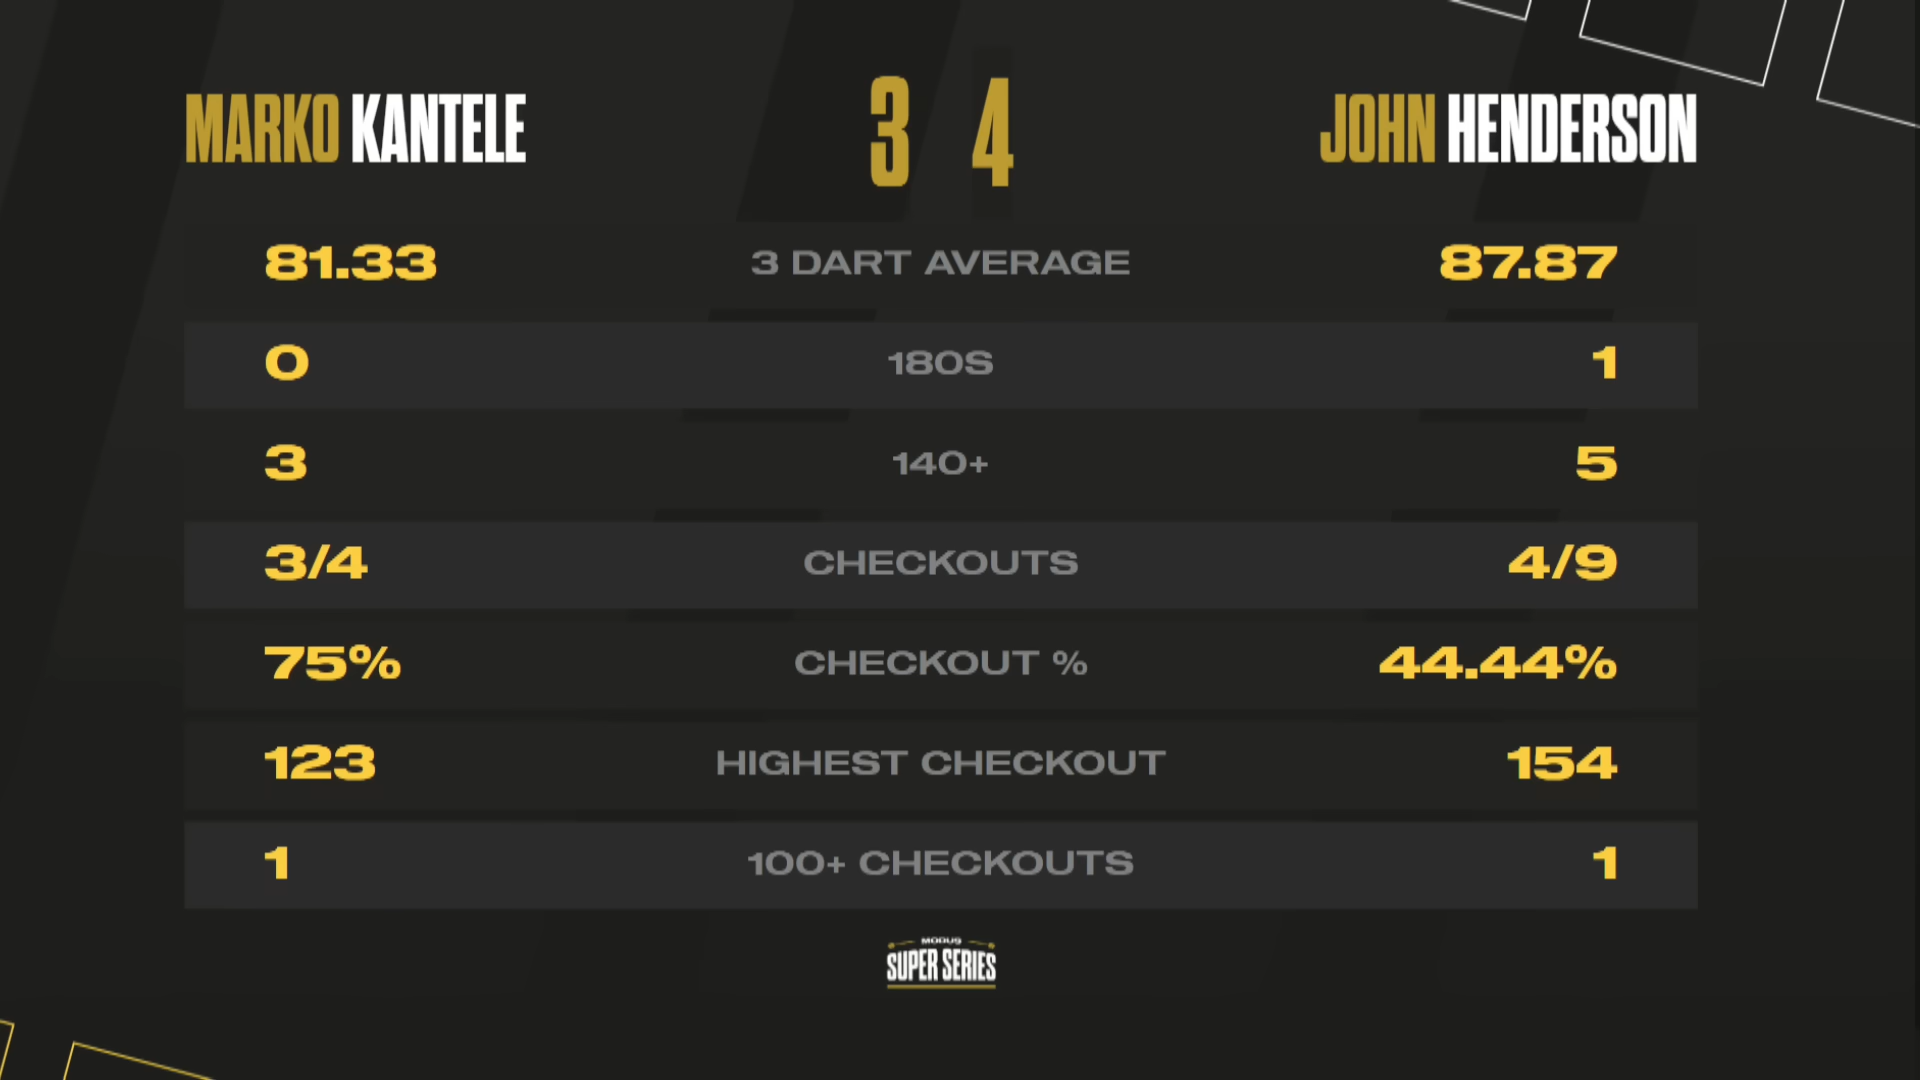 MARKO KANTELE 3 4 JOHN HENDERSON
81.33 3 DART AVERAGE 87.87
0 180S 1
3 140+ 5
3/4 CHECKOUTS 4/9
75% CHECKOUT % 44.44%
123 HIGHEST CHECKOUT 154
1 100+ CHECKOUTS 1
MODUS
SUPER SERIES